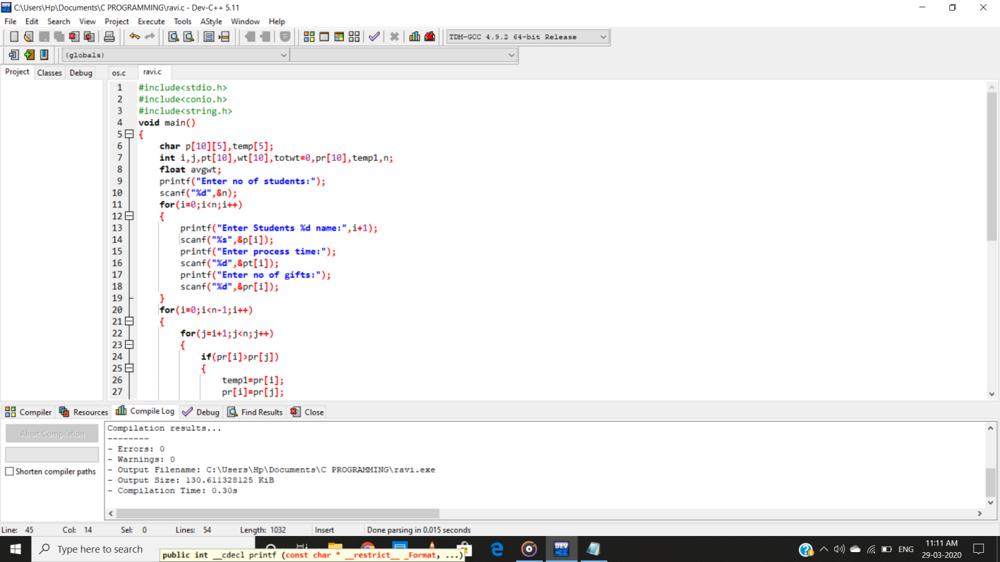 C:\Users\Hp\Documents\C PROGRAMMING\ravi.c - Dev-C++ 5.11
File Edit Search View Project Execute Tools AStyle Window Help
TDM-GCC 4.9.2 64-bit Release
(globals)
Project Classes Debug os.c ravi.c
1 #include<stdio.h>
2 #include<conio.h>
3 #include<string.h>
4 void main()
5 {
6 char p[10][5],temp[5];
7 int i,j,pt[10],wt[10],totwt=0,pr[10],temp1,n;
8 float avgwt;
9 printf("Enter no of students:");
10 scanf("%d",&n);
11 for(i=0;i<n;i++)
12 {
13 printf("Enter Students %d name:",i+1);
14 scanf("%s",&p[i]);
15 printf("Enter process time:");
16 scanf("%d",&pt[i]);
17 printf("Enter no of gifts:");
18 scanf("%d",&pr[i]);
19 }
20 for(i=0;i<n-1;i++)
21 {
22 for(j=i+1;j<n;j++)
23 {
24 if(pr[i]>pr[j])
25 {
26 temp1=pr[i];
27 pr[i]=pr[j];
Compiler Resources Compile Log Debug Find Results Close
Abort Compilation
Shorten compiler paths
Compilation results...
--------
- Errors: 0
- Warnings: 0
- Output Filename: C:\Users\Hp\Documents\C PROGRAMMING\ravi.exe
- Output Size: 130.611328125 KiB
- Compilation Time: 0.30s
Line: 45 Col: 14 Sel: 0 Lines: 54 Length: 1032 Insert Done parsing in 0.015 seconds
Type here to search
public int __cdecl printf (const char * __restrict__ _Format, ...)
DEV
ENG
11:11 AM
29-03-2020